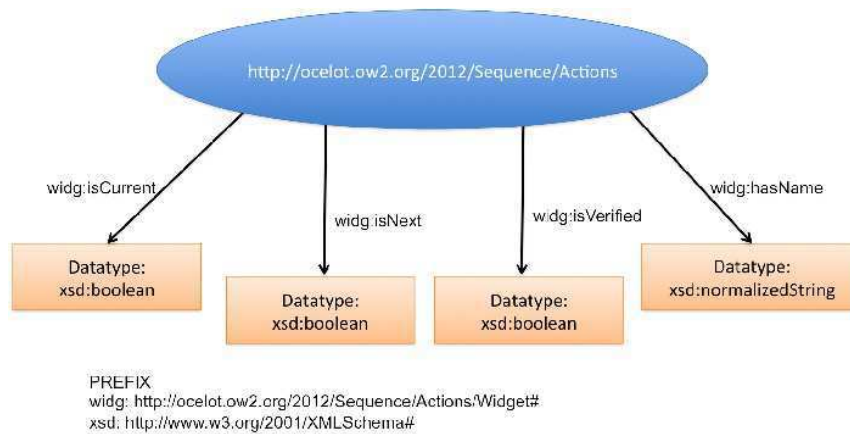 http://ocelot.ow2.org/2012/Sequence/Actions
widg:isCurrent
widg:isNext
widg:isVerified
widg:hasName
Datatype:
xsd:boolean
Datatype:
xsd:boolean
Datatype:
xsd:boolean
Datatype:
xsd:normalizedString
PREFIX
widg: http://ocelot.ow2.org/2012/Sequence/Actions/Widget#
xsd: http://www.w3.org/2001/XMLSchema#